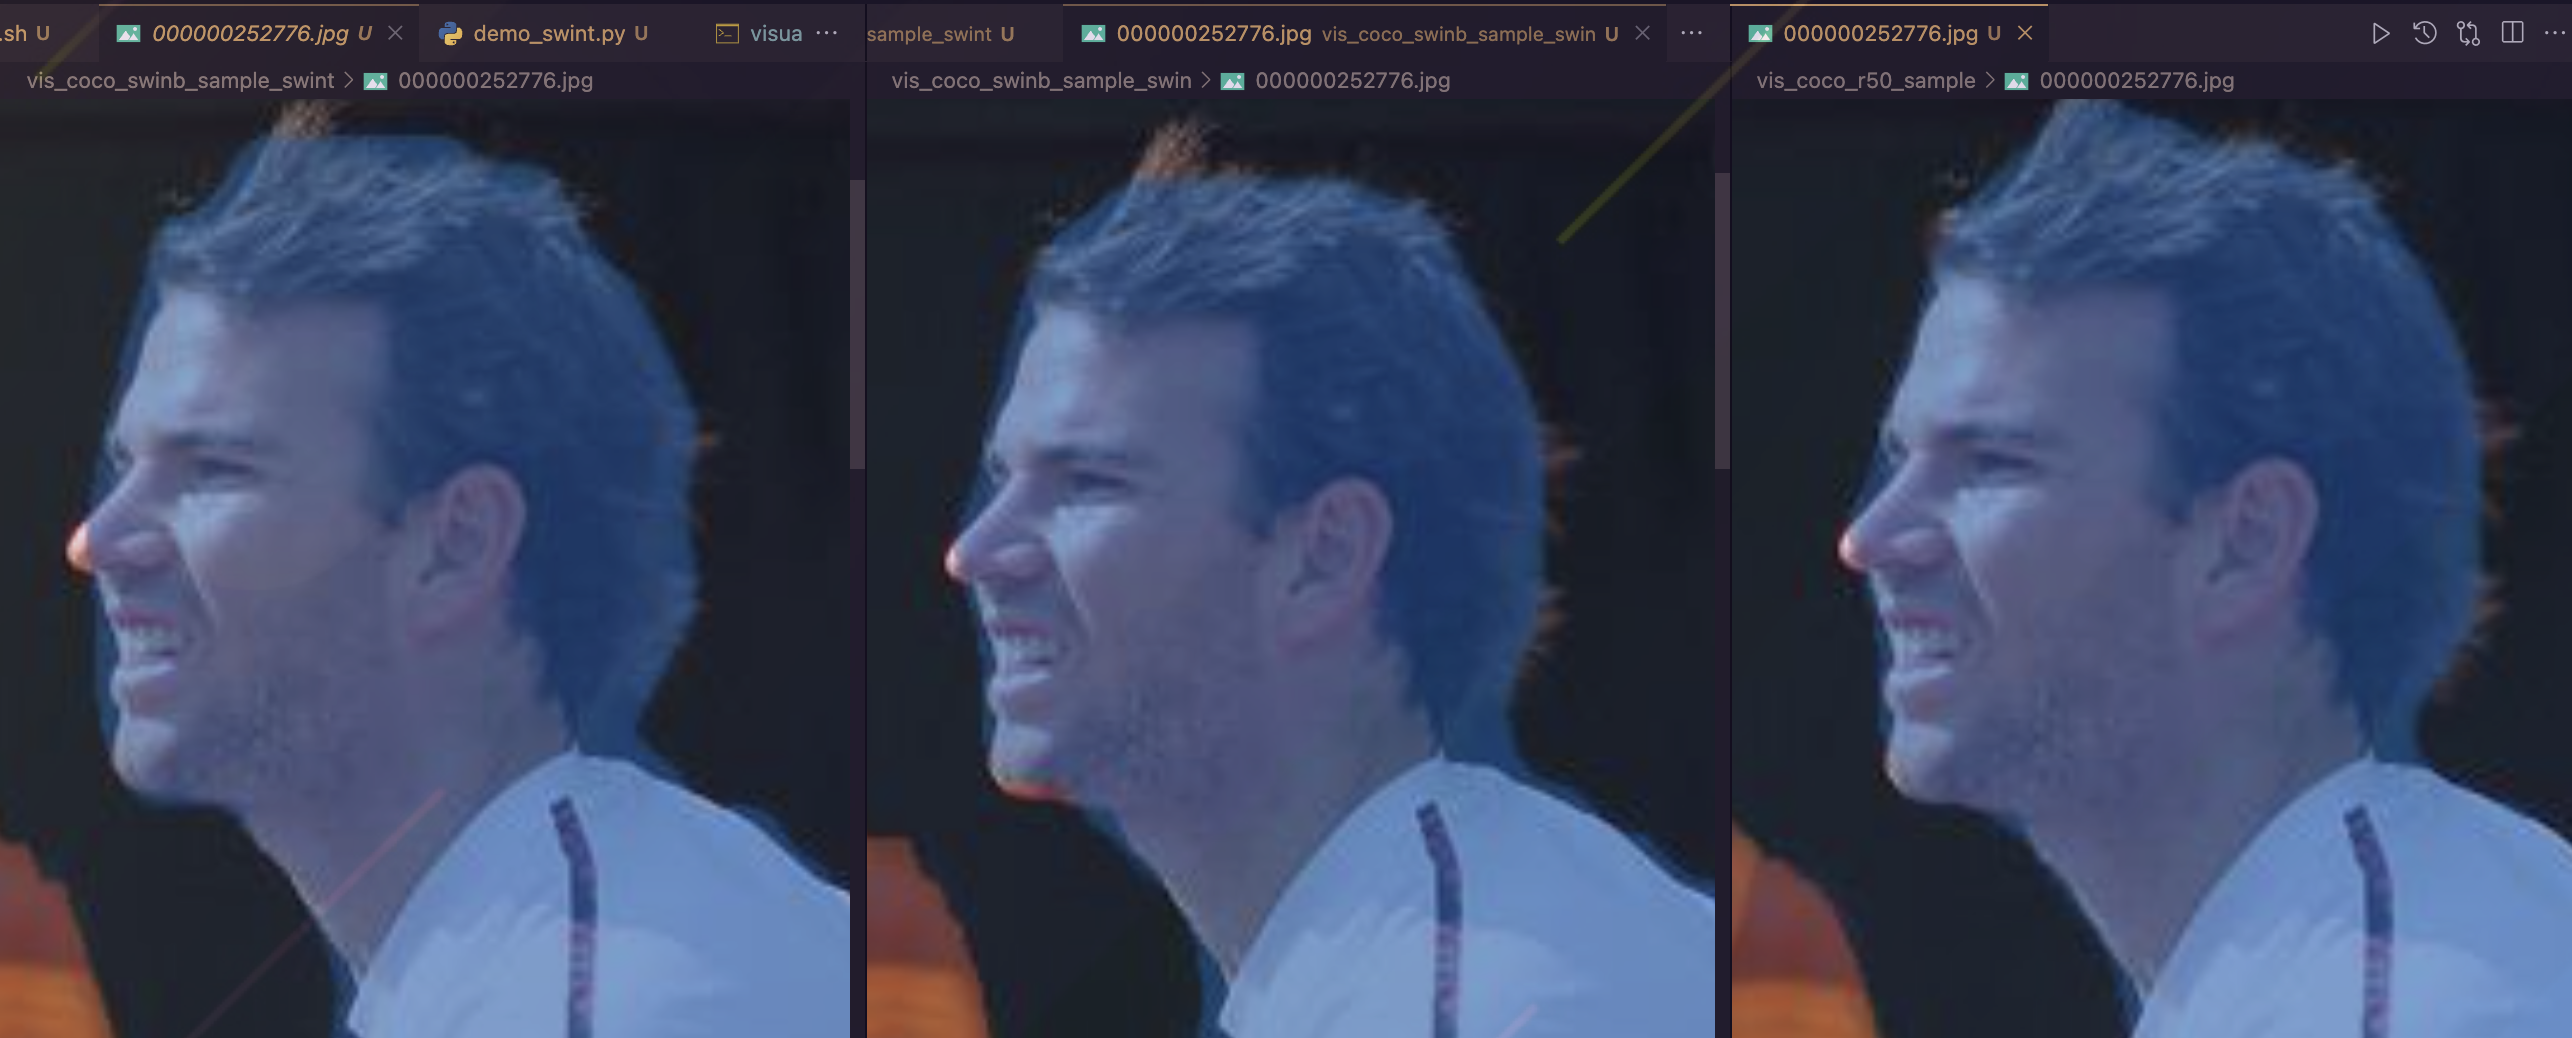 .sh U
000000252776.jpg U
demo_swint.py U
visua ...
sample_swint U
000000252776.jpg vis_coco_swinb_sample_swin U
...
000000252776.jpg U
...
vis_coco_swinb_sample_swint > 000000252776.jpg
vis_coco_swinb_sample_swin > 000000252776.jpg
vis_coco_r50_sample > 000000252776.jpg